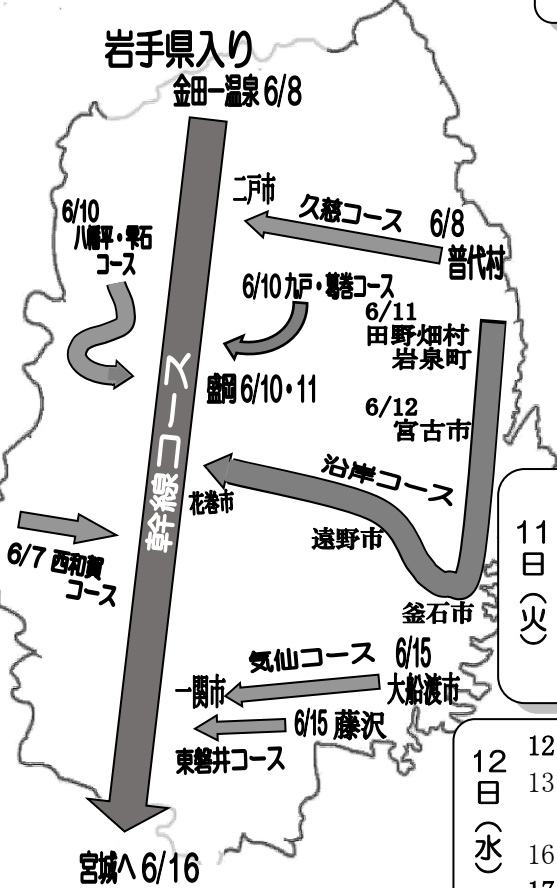 岩手県入り
金田一温泉 6/8
二戸市
久慈コース
6/8
普代村
6/10
八幡平・雫石
コース
6/10 九戸・葛巻コース
6/11
田野畑村
岩泉町
盛岡 6/10・11
6/12
宮古市
幹線コース
沿岸コース
花巻市
遠野市
6/7 西和賀
コース
釜石市
気仙コース
6/15
一関市
大船渡市
6/15 藤沢
東磐井コース
宮城へ 6/16
11
日
(火)
12
日
(水)
12
13
16
17